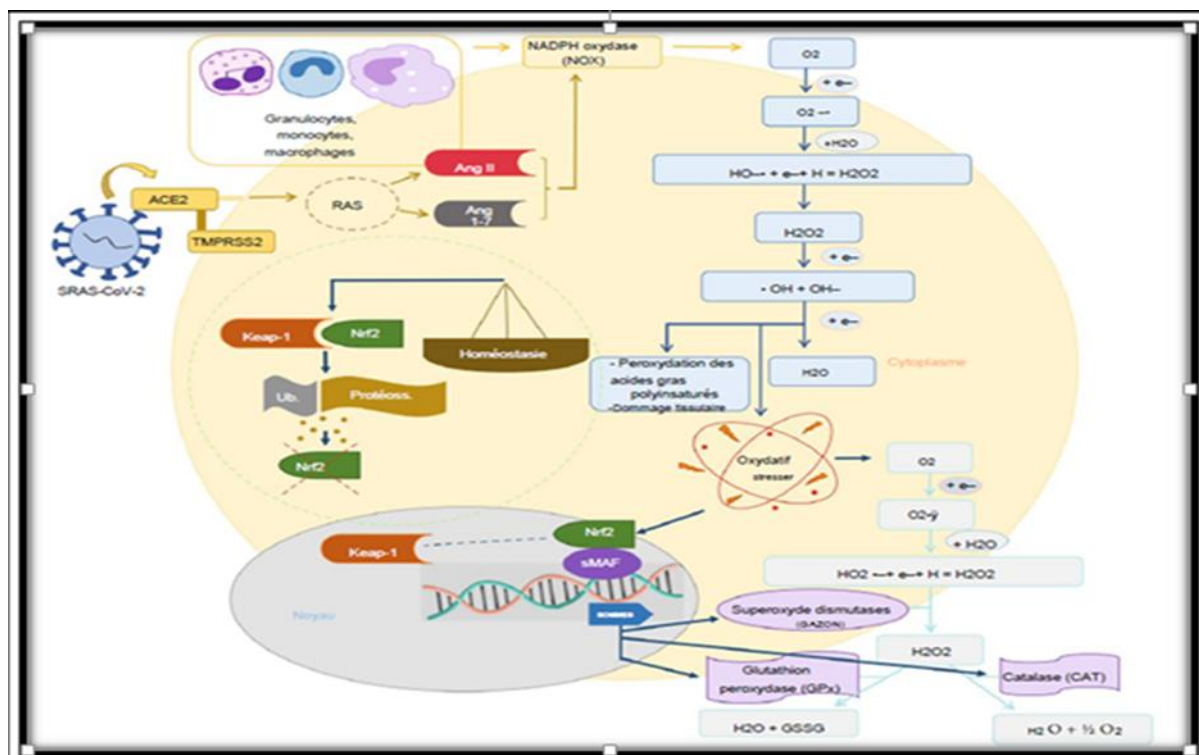 NADPH oxydase
(NOX)
O2
+ e–
O2 –•
+H2O
HO–• + e–+ H = H2O2
H2O2
+ e–
• OH + OH–
+ e–
H2O
- Peroxydation des
acides gras
polyinsaturés
-Dommage tissulaire
Granulocytes,
monocytes,
macrophages
ACE2
TMPRSS2
SRAS-CoV-2
RAS
Ang II
Ang
1-7
Keap-1
Nrf2
Homéostasie
Ub.
Protéoss.
Nrf2
Cytoplasme
Oxydatif
stresser
O2
+ e–
O2•ÿ
+ H2O
HO2 –•+ e–+ H = H2O2
Keap-1
Nrf2
sMAF
Noyau
Superoxyde dismutases
(GAZON)
H2O2
Glutathion
peroxydase (GPx)
Catalase (CAT)
H2O + GSSG
H2 O + ½ O2